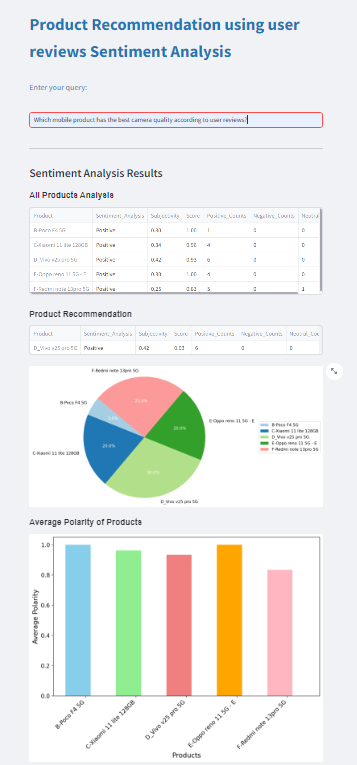 Product Recommendation using user
reviews Sentiment Analysis
Enter your query:
Which mobile product has the best camera quality according to user reviews?
Sentiment Analysis Results
All Products Analysis
Product Sentiment_Analysis Subjectivity Score Positive_Counts Negative_Counts Neutral
B-Poco F4 5G Positive 0.30 1.00 1 0 0
C-Xiaomi 11 lite 128GB Positive 0.34 0.96 4 0 0
D_Vivo v25 pro 5G Positive 0.42 0.93 6 0 0
E-Oppo reno 11 5G - E Positive 0.30 1.00 4 0 0
F-Redmi note 13pro 5G Positive 0.25 0.83 5 0 1
Product Recommendation
Product Sentiment_Analysis Subjectivity Score Positive_Counts Negative_Counts Neutral_Cou
D_Vivo v25 pro 5G Positive 0.42 0.93 6 0 0
F-Redmi note 13pro 5G
B-Poco F4 5G
E-Oppo reno 11 5G - E
C-Xiaomi 11 lite 128GB
D_Vivo v25 pro 5G
20.0%
B-Poco F4 5G
C-Xiaomi 11 lite 128GB
D_Vivo v25 pro 5G
E-Oppo reno 11 5G - E
F-Redmi note 13pro 5G
Average Polarity of Products
Average Polarity
1.0
0.8
0.6
0.4
0.2
0.0
B-Poco F4 5G
C-Xiaomi 11 lite 128GB
D_Vivo v25 pro 5G
E-Oppo reno 11 5G - E
F-Redmi note 13pro 5G
Products